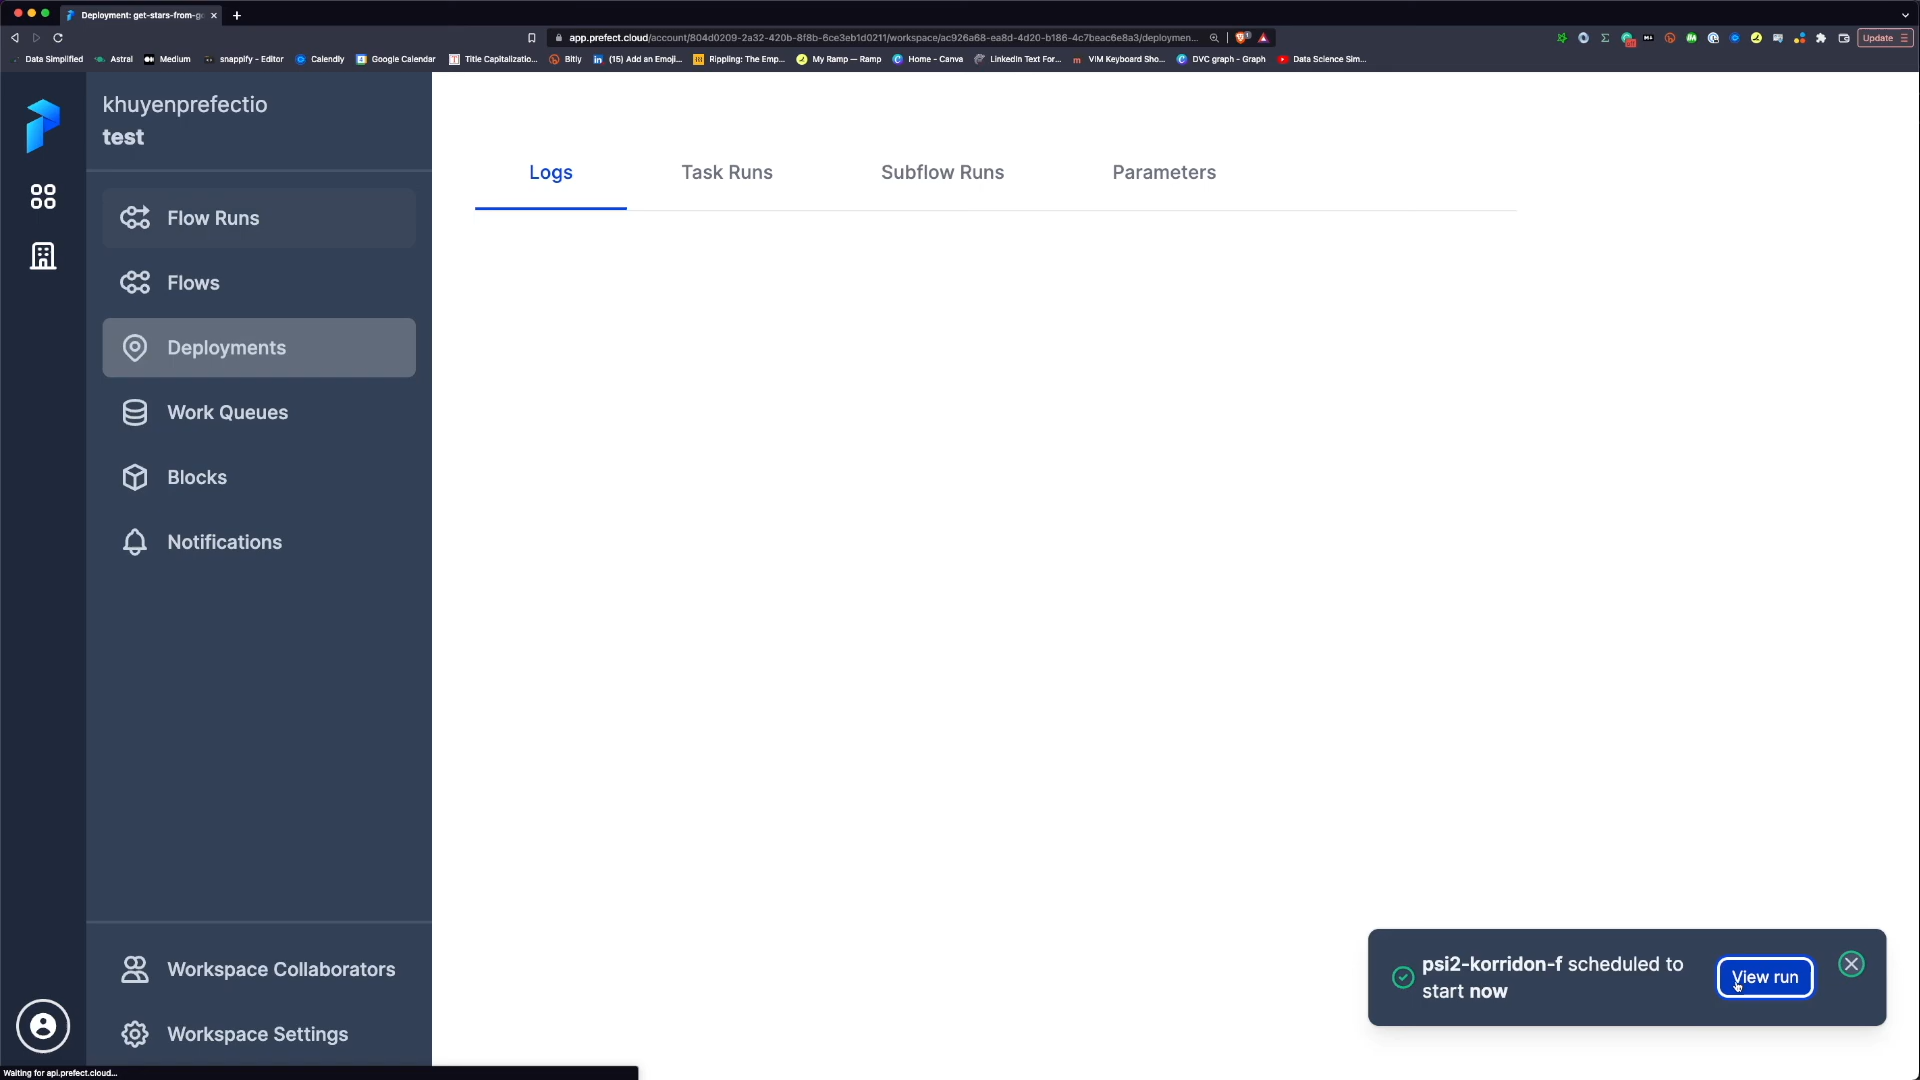 Deployment: get-stars-from-g
app.prefect.cloud/account/804d0209-2a32-420b-8f8b-6ce3eb1d0211/workspace/ac926a68-ea8d-4d20-b186-4c7beac6e8a3/deploymen...
Update
Data Simplified
Astral
Medium
snappify - Editor
Calendly
Google Calendar
Title Capitalizatio...
Bitly
(15) Add an Emoji...
Rippling: The Emp...
My Ramp — Ramp
Home - Canva
LinkedIn Text For...
VIM Keyboard Sho...
DVC graph - Graph
Data Science Sim...
khuyenprefectio
test
Flow Runs
Flows
Deployments
Work Queues
Blocks
Notifications
Workspace Collaborators
Workspace Settings
Logs
Task Runs
Subflow Runs
Parameters
psi2-korridon-f scheduled to
start now
View run
Waiting for api.prefect.cloud...